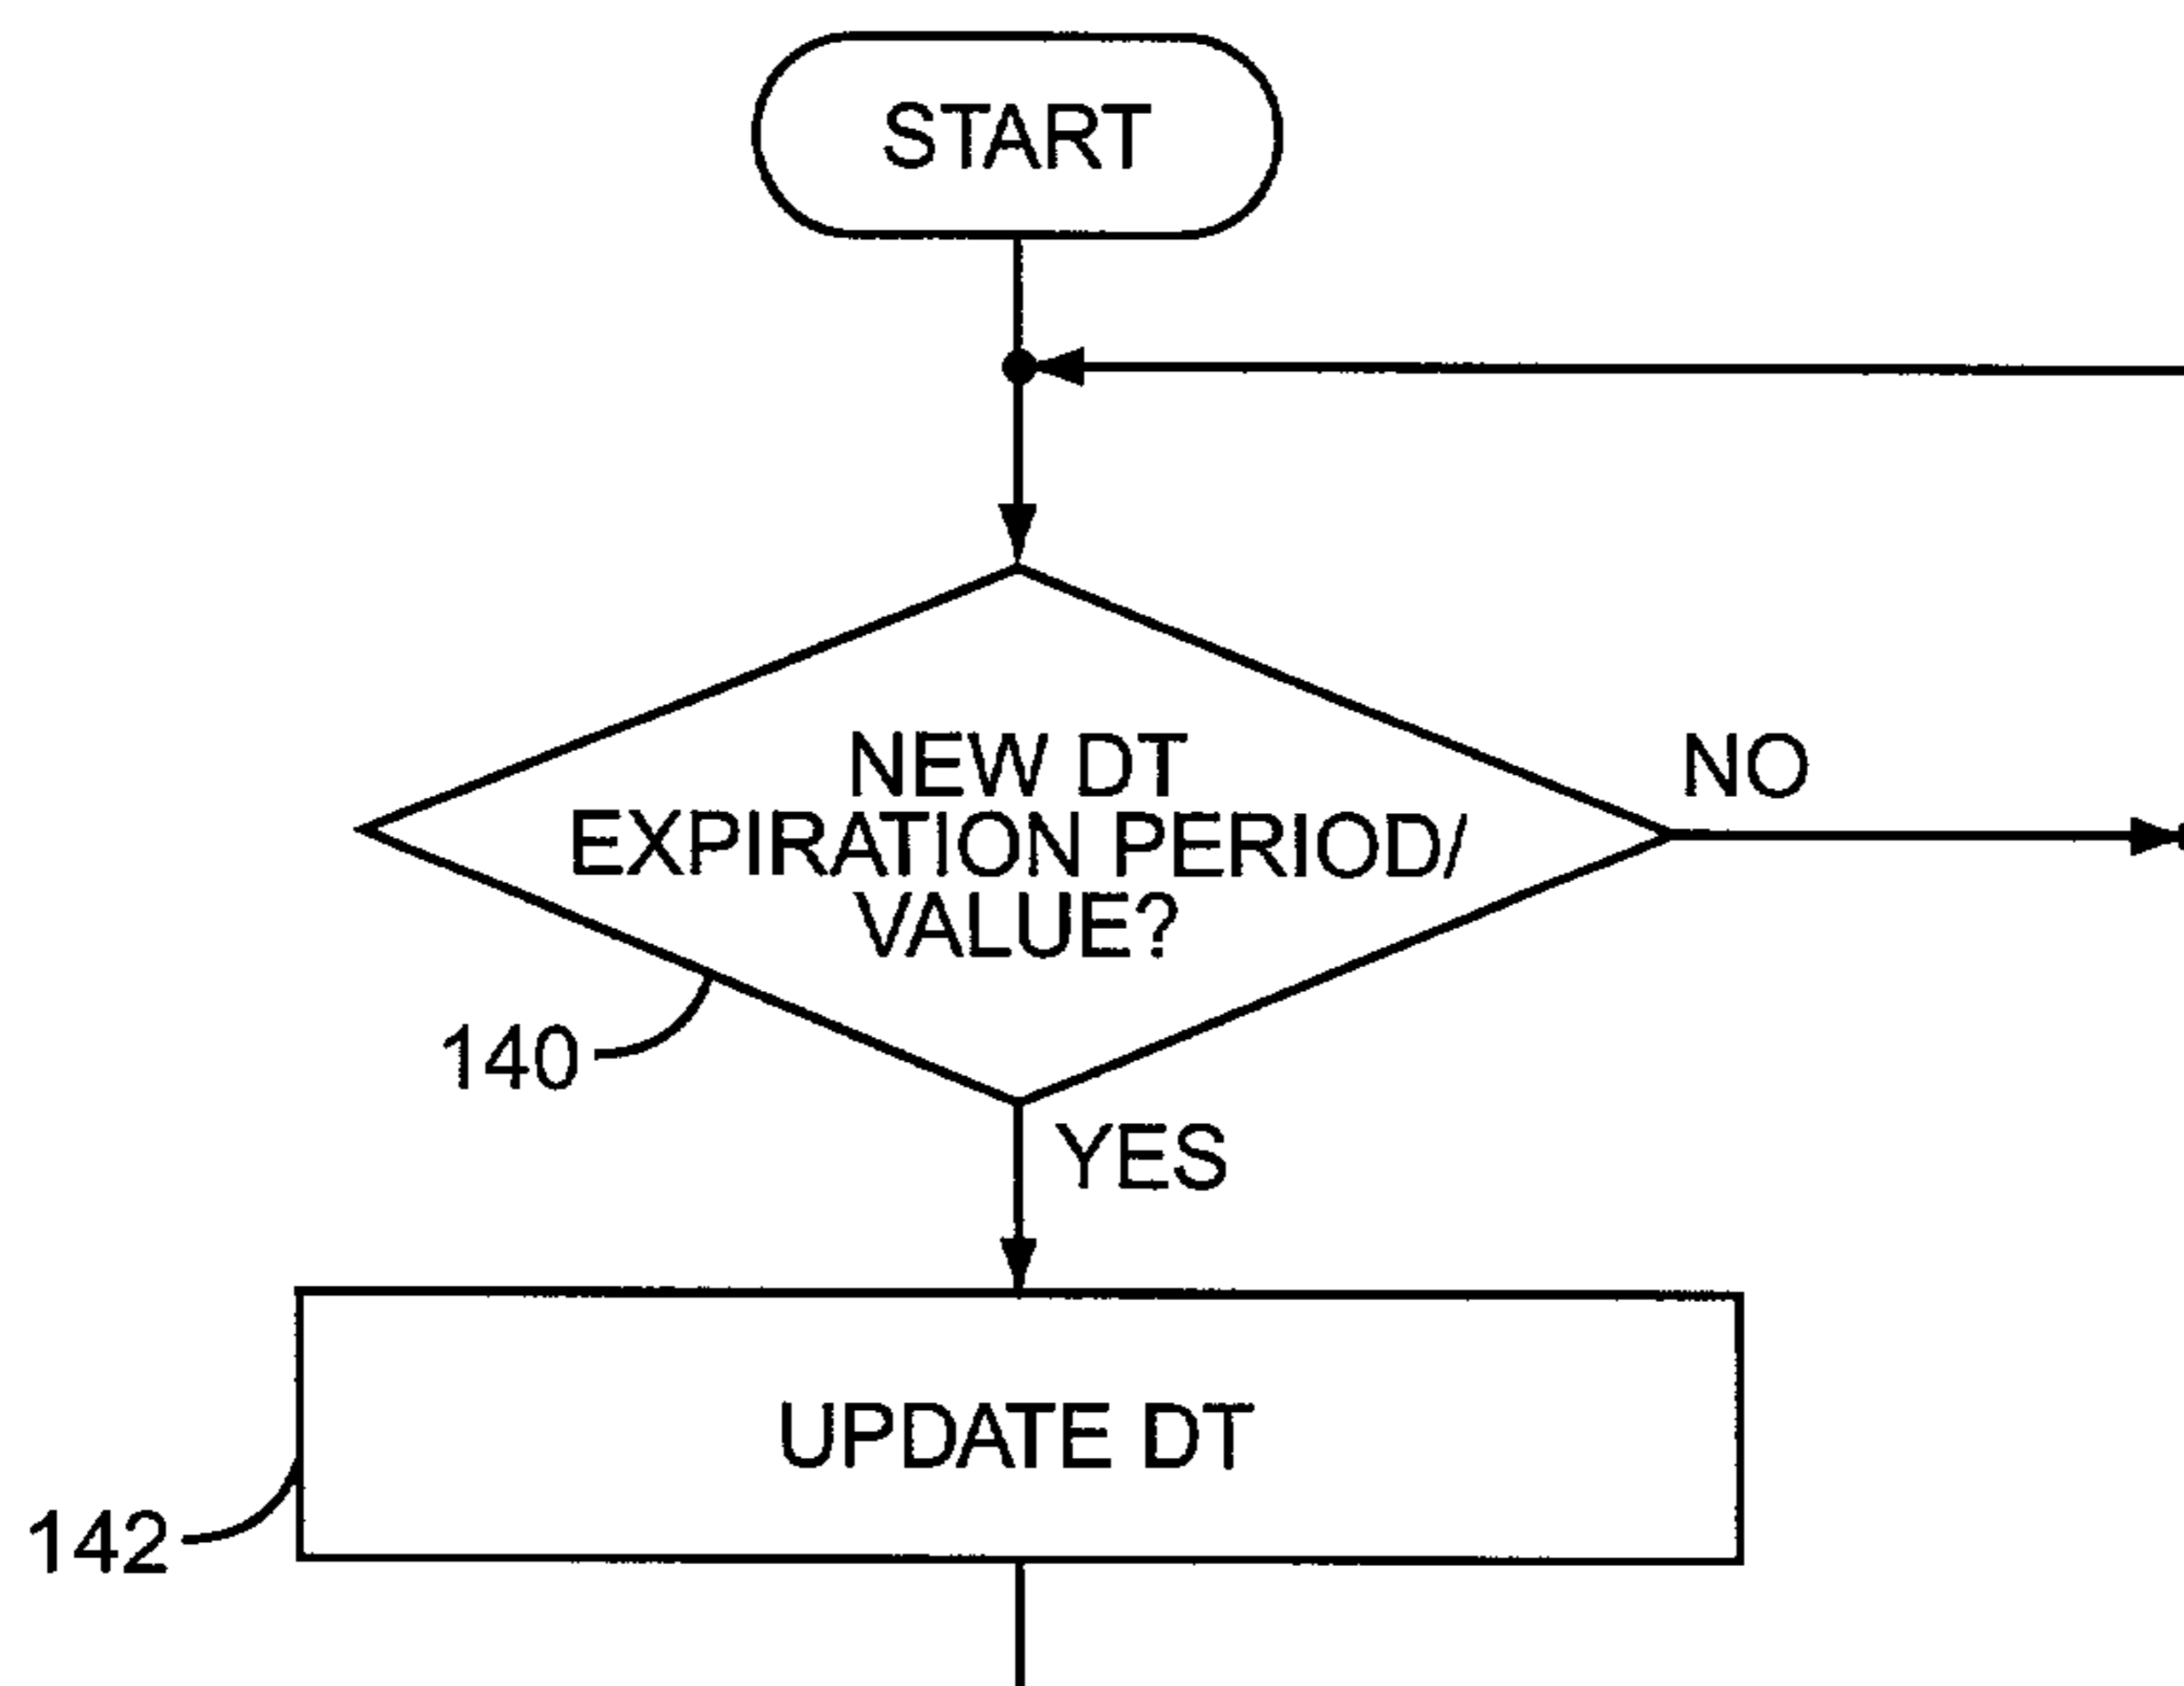 START
NEW DT
EXPIRATION PERIOD/
VALUE?
NO
140
YES
UPDATE DT
142